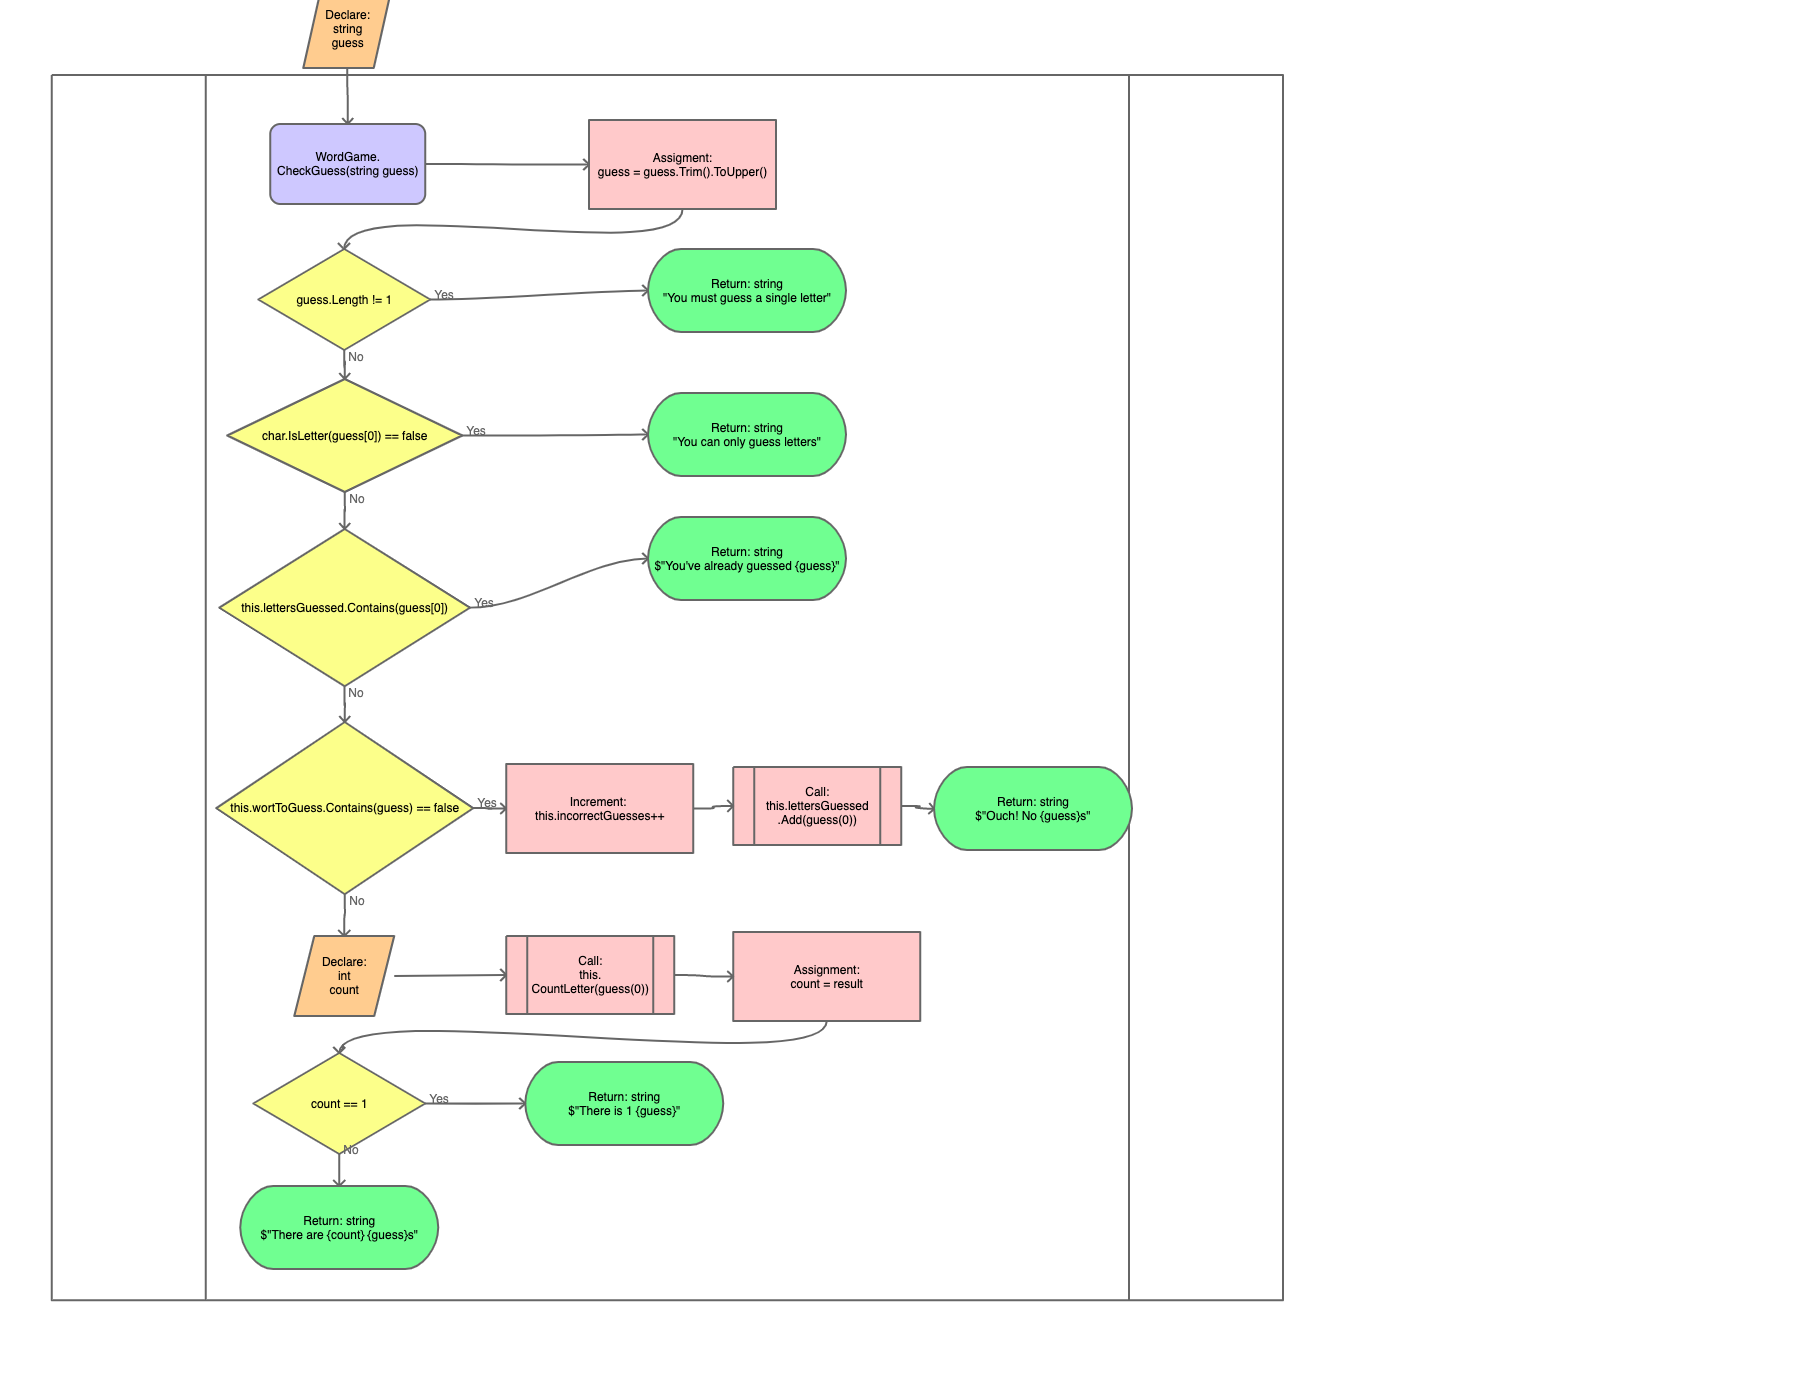 Declare:
string
guess
WordGame.
CheckGuess(string guess)
Assigment:
guess = guess.Trim().ToUpper()
guess.Length != 1
Yes
Return: string
"You must guess a single letter"
No
char.IsLetter(guess[0]) == false
Yes
Return: string
"You can only guess letters"
No
this.lettersGuessed.Contains(guess[0])
Yes
Return: string
$"You've already guessed {guess}"
No
this.wortToGuess.Contains(guess) == false
Yes
Increment:
this.incorrectGuesses++
Call:
this.lettersGuessed
.Add(guess(0))
Return: string
$"Ouch! No {guess}s"
No
Declare:
int
count
Call:
this.
CountLetter(guess(0))
Assignment:
count = result
count == 1
Yes
Return: string
$"There is 1 {guess}"
No
Return: string
$"There are {count} {guess}s"